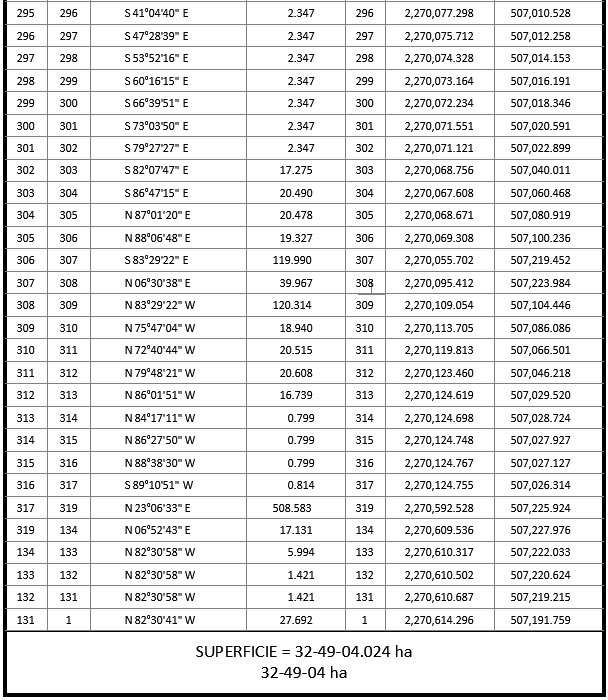 295 296 S 41°04'40" E 2.347 296 2,270,077.298 507,010.528
296 297 S 47°28'39" E 2.347 297 2,270,075.712 507,012.258
297 298 S 53°52'16" E 2.347 298 2,270,074.328 507,014.153
298 299 S 60°16'15" E 2.347 299 2,270,073.164 507,016.191
299 300 S 66°39'51" E 2.347 300 2,270,072.234 507,018.346
300 301 S 73°03'50" E 2.347 301 2,270,071.551 507,020.591
301 302 S 79°27'27" E 2.347 302 2,270,071.121 507,022.899
302 303 S 82°07'47" E 17.275 303 2,270,068.756 507,040.011
303 304 S 86°47'15" E 20.490 304 2,270,067.608 507,060.468
304 305 N 87°01'20" E 20.478 305 2,270,068.671 507,080.919
305 306 N 88°06'48" E 19.327 306 2,270,069.308 507,100.236
306 307 S 83°29'22" E 119.990 307 2,270,055.702 507,219.452
307 308 N 06°30'38" E 39.967 308 2,270,095.412 507,223.984
308 309 N 83°29'22" W 120.314 309 2,270,109.054 507,104.446
309 310 N 75°47'04" W 18.940 310 2,270,113.705 507,086.086
310 311 N 72°40'44" W 20.515 311 2,270,119.813 507,066.501
311 312 N 79°48'21" W 20.608 312 2,270,123.460 507,046.218
312 313 N 86°01'51" W 16.739 313 2,270,124.619 507,029.520
313 314 N 84°17'11" W 0.799 314 2,270,124.698 507,028.724
314 315 N 86°27'50" W 0.799 315 2,270,124.748 507,027.927
315 316 N 88°38'30" W 0.799 316 2,270,124.767 507,027.127
316 317 S 89°10'51" W 0.814 317 2,270,124.755 507,026.314
317 319 N 23°06'33" E 508.583 319 2,270,592.528 507,225.924
319 134 N 06°52'43" E 17.131 134 2,270,609.536 507,227.976
134 133 N 82°30'58" W 5.994 133 2,270,610.317 507,222.033
133 132 N 82°30'58" W 1.421 132 2,270,610.502 507,220.624
132 131 N 82°30'58" W 1.421 131 2,270,610.687 507,219.215
131 1 N 82°30'41" W 27.692 1 2,270,614.296 507,191.759
SUPERFICIE = 32-49-04.024 ha
32-49-04 ha